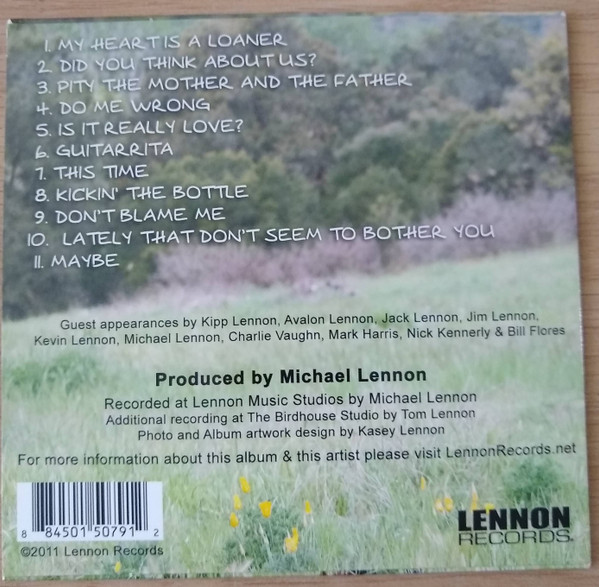 1. MY HEART IS A LOANER
2. DID YOU THINK ABOUT US?
3. PITY THE MOTHER AND THE FATHER
4. DO ME WRONG
5. IS IT REALLY LOVE?
6. GUITARRITA
7. THIS TIME
8. KICKIN' THE BOTTLE
9. DON'T BLAME ME
10. LATELY THAT DON'T SEEM TO BOTHER YOU
11. MAYBE
Guest appearances by Kipp Lennon, Avalon Lennon, Jack Lennon, Jim Lennon,
Kevin Lennon, Michael Lennon, Charlie Vaughn, Mark Harris, Nick Kennerly & Bill Flores
Produced by Michael Lennon
Recorded at Lennon Music Studios by Michael Lennon
Additional recording at The Birdhouse Studio by Tom Lennon
Photo and Album artwork design by Kasey Lennon
For more information about this album & this artist please visit LennonRecords.net
8 84501 50791 2
©2011 Lennon Records
LENNON
RECORDS